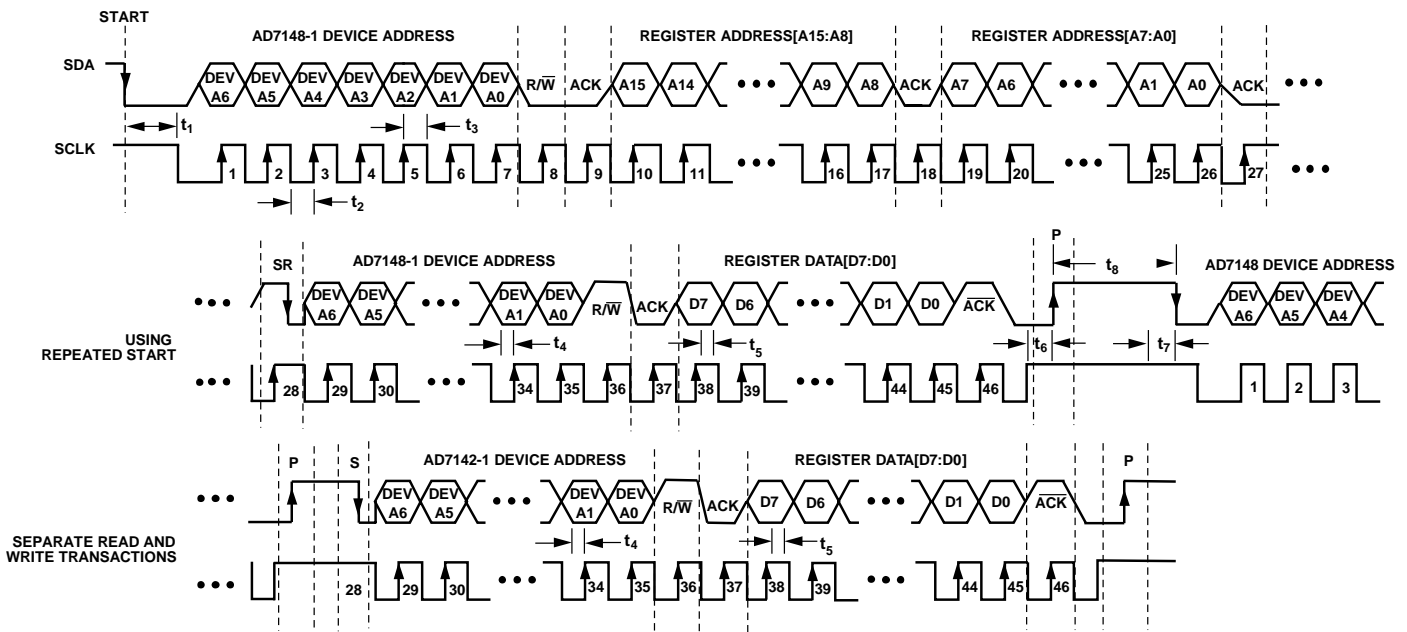 START
AD7148-1 DEVICE ADDRESS
REGISTER ADDRESS[A15:A8]
REGISTER ADDRESS[A7:A0]
SDA
DEV A6 DEV A5 DEV A4 DEV A3 DEV A2 DEV A1 DEV A0 R/W̅ ACK A15 A14 A9 A8 ACK A7 A6 A1 A0 ACK
t1
t3
SCLK
1 2 3 4 5 6 7 8 9 10 11 16 17 18 19 20 25 26 27
t2
SR
AD7148-1 DEVICE ADDRESS
REGISTER DATA[D7:D0]
P
t8
AD7148 DEVICE ADDRESS
DEV A6 DEV A5 DEV A1 DEV A0 R/W̅ ACK D7 D6 D1 D0 A̅C̅K̅ DEV A6 DEV A5 DEV A4
USING
REPEATED START
t4
t5
t6
t7
28 29 30 34 35 36 37 38 39 44 45 46 1 2 3
P
S
AD7142-1 DEVICE ADDRESS
REGISTER DATA[D7:D0]
P
DEV A6 DEV A5 DEV A1 DEV A0 R/W̅ ACK D7 D6 D1 D0 A̅C̅K̅
SEPARATE READ AND
WRITE TRANSACTIONS
t4
t5
28 29 30 34 35 36 37 38 39 44 45 46